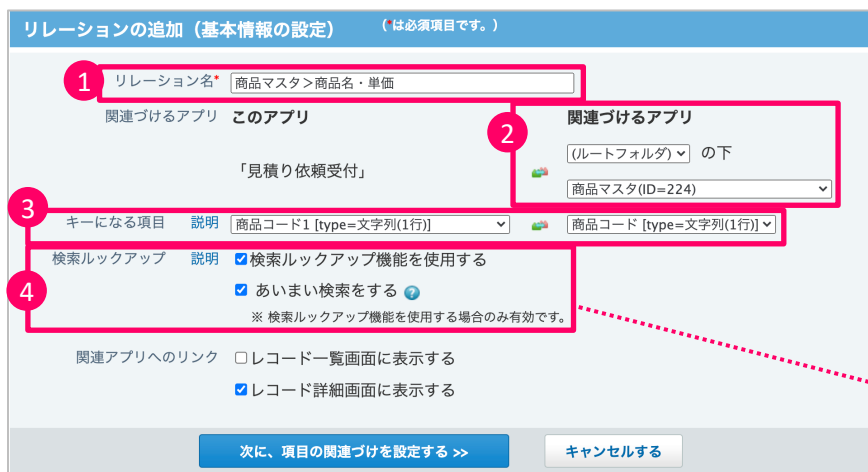 リレーションの追加（基本情報の設定） (*は必須項目です。)
1 リレーション名* 商品マスタ＞商品名・単価
関連づけるアプリ このアプリ 2 関連づけるアプリ
(ルートフォルダ) の下
「見積り依頼受付」
商品マスタ(ID=224)
3
キーになる項目 説明 商品コード1 [type=文字列(1行)] 商品コード [type=文字列(1行)]
検索ルックアップ 説明 検索ルックアップ機能を使用する
4 あいまい検索をする ?
※ 検索ルックアップ機能を使用する場合のみ有効です。
関連アプリへのリンク レコード一覧画面に表示する
レコード詳細画面に表示する
次に、項目の関連づけを設定する >> キャンセルする